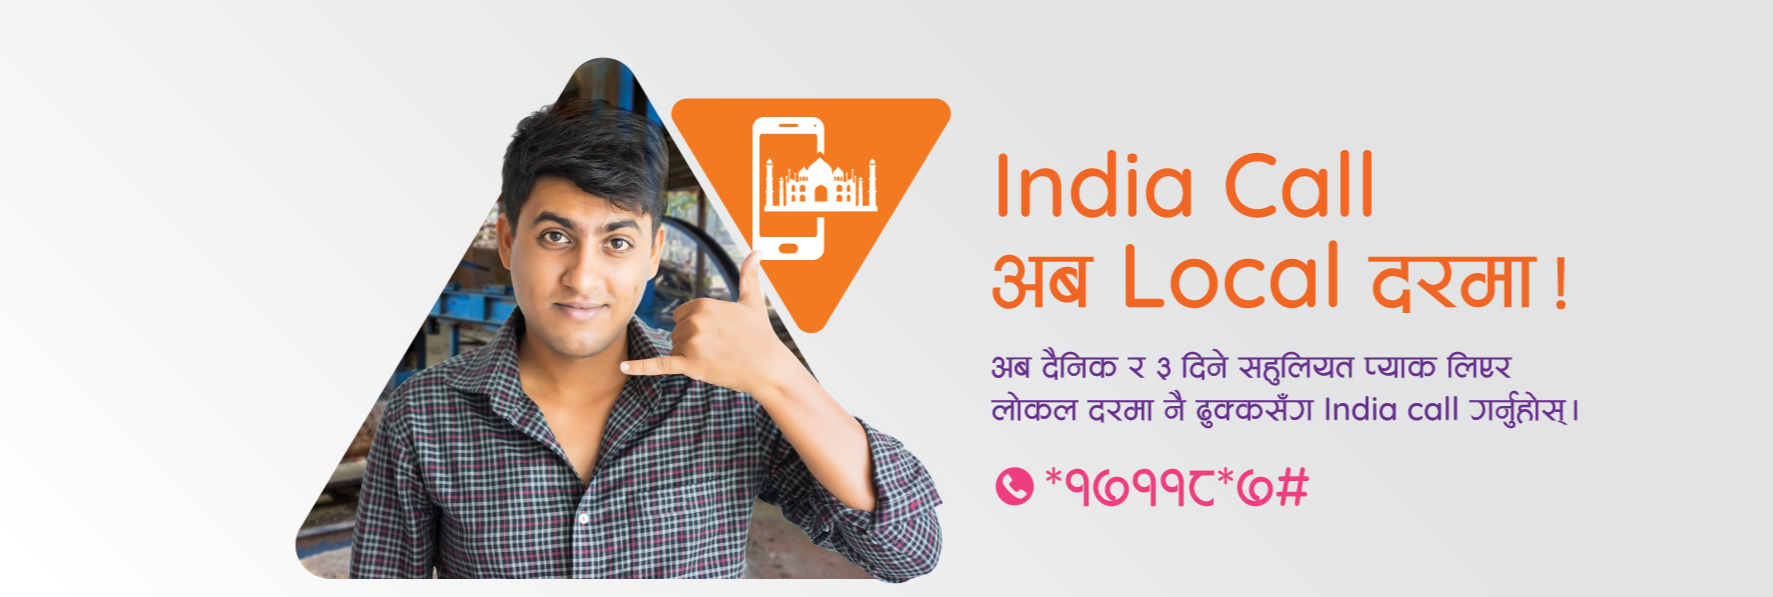 India Call
अब Local दरमा !
अब दैनिक र ३ दिने सहुलियत प्याक लिएर
लोकल दरमा नै ढुक्कसँग India call गर्नुहोस् ।
*१७११८*७#